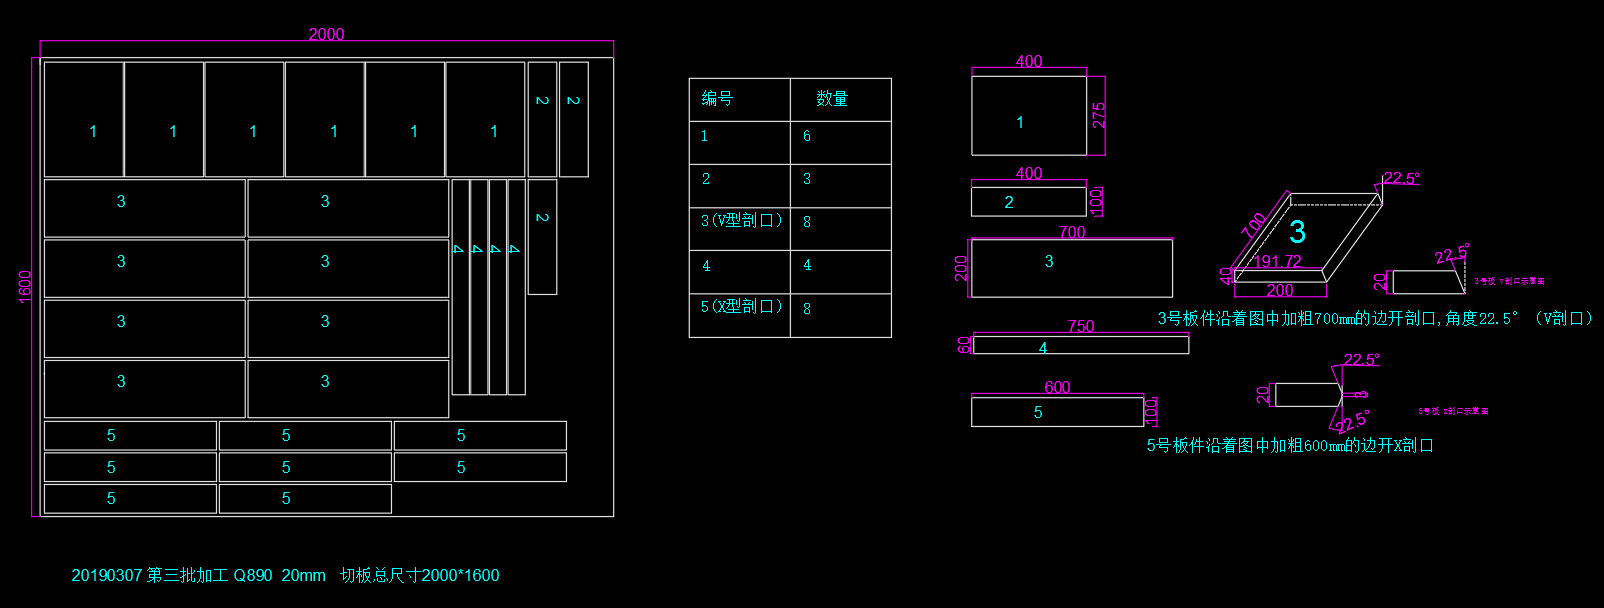 2000
1600
1 1 1 1 1 1 2 2
3 3 4 4 4 4 2
3 3
3 3
3 3
5 5 5
5 5 5
5 5
20190307 第三批加工 Q890 20mm 切板总尺寸2000*1600
编号 数量
1 6
2 3
3(V型剖口) 8
4 4
5(X型剖口) 8
400
275
1
400
100
2
700
200
3
750
60
4
600
100
5
22.5°
700
3
191.72
40
200
22.5°
20
3号板 V剖口示意图
3号板件沿着图中加粗700mm的边开剖口,角度22.5° (V剖口)
22.5°
20
22.5°
5号板 X剖口示意图
5号板件沿着图中加粗600mm的边开X剖口